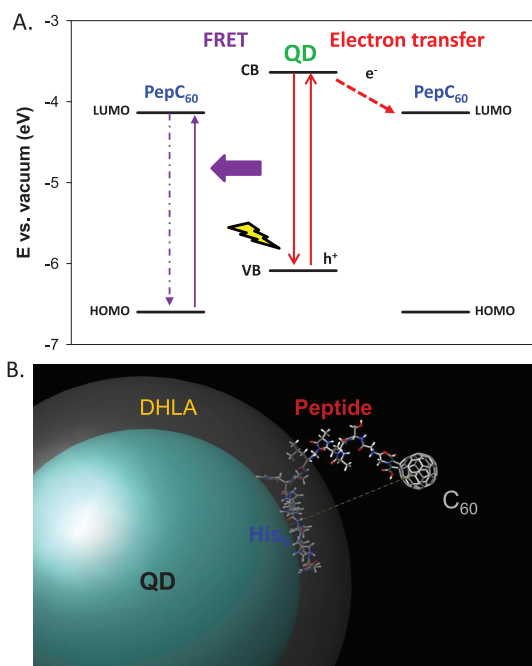 A.
-3
-4
-5
-6
-7
E vs. vacuum (eV)
FRET
QD
Electron transfer
CB
e-
PepC60
PepC60
LUMO
LUMO
VB
h+
HOMO
HOMO
B.
DHLA
Peptide
C60
His6
QD